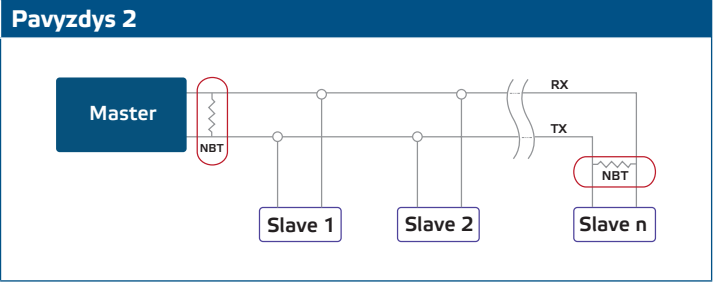 Pavyzdys 2
RX
Master
TX
NBT
NBT
Slave 1
Slave 2
Slave n